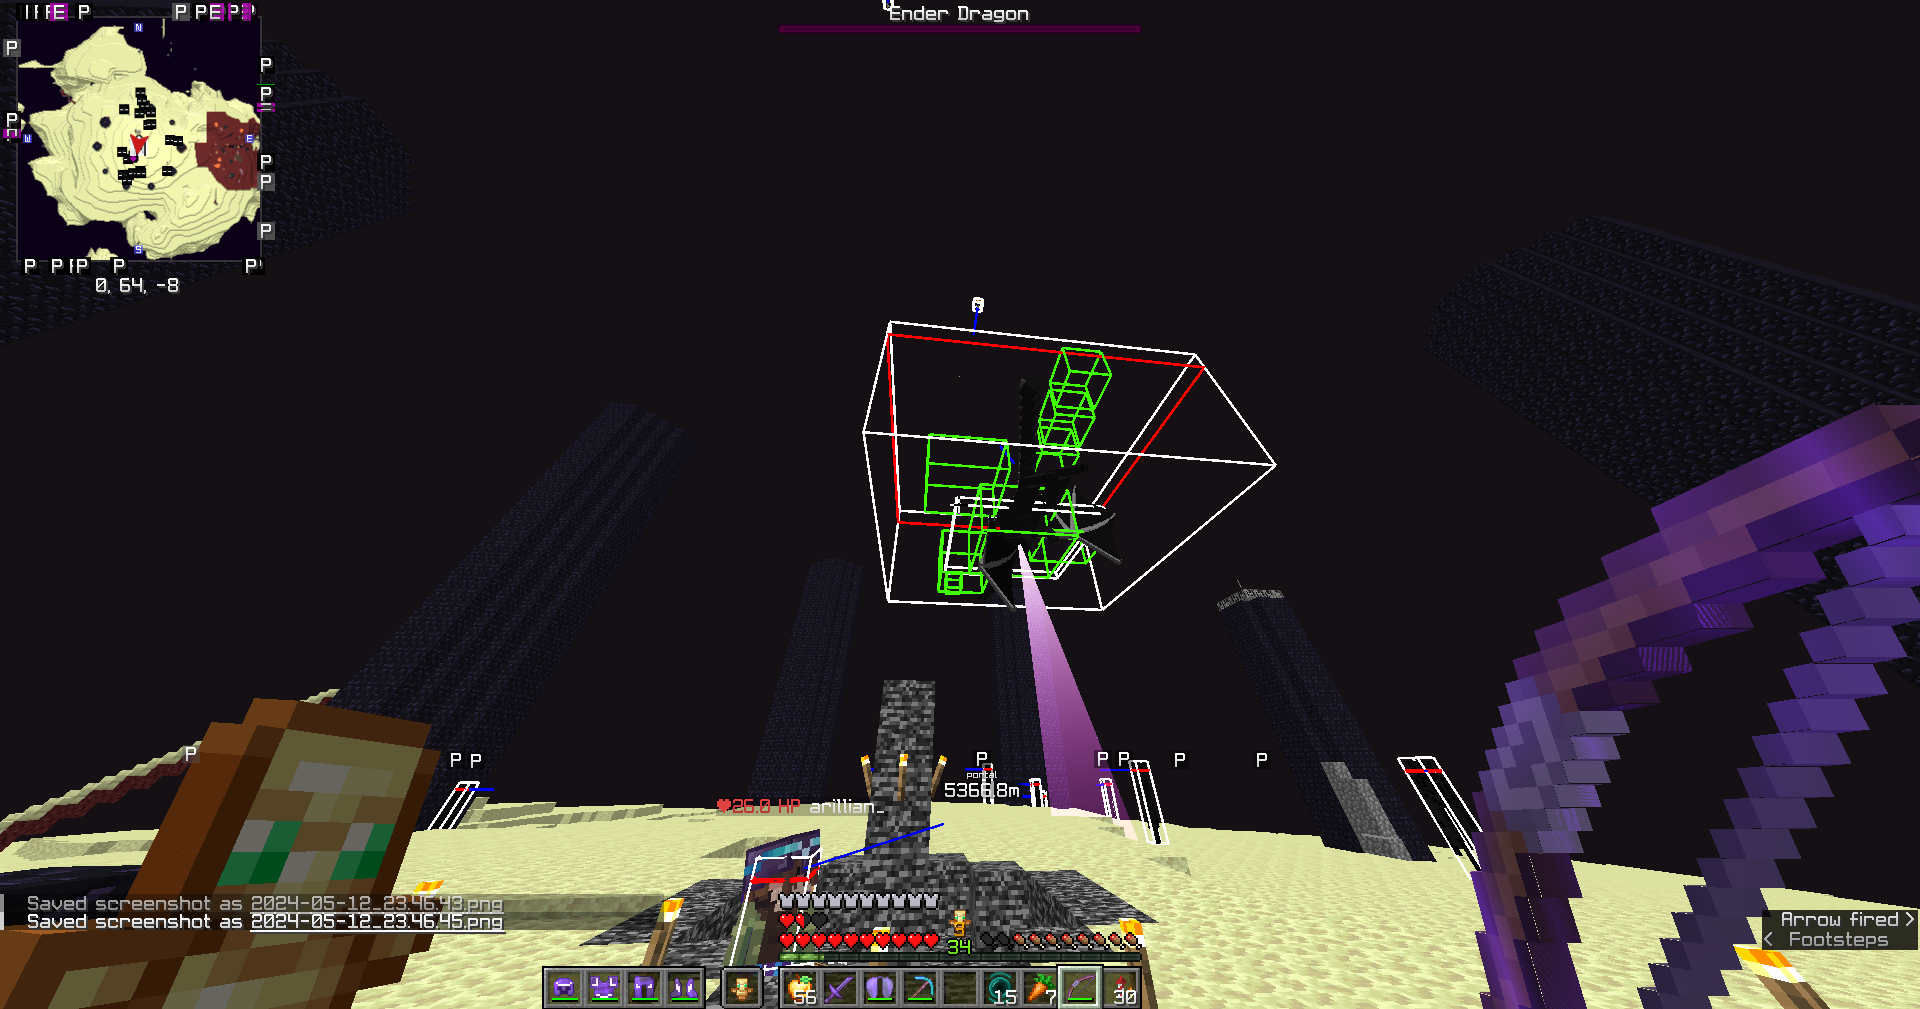 Ender Dragon
E P
P P E P P
N
P
P
P
P
W
E
P
P
P
S
P P P P P
0, 64, -8
P
P P
P
P P
P
P
portal
5366.8m
26.0 HP arillian_
Saved screenshot as 2024-05-12_23.46.43.png
Saved screenshot as 2024-05-12_23.46.45.png
Arrow fired >
< Footsteps
3
34
56
15
7
30